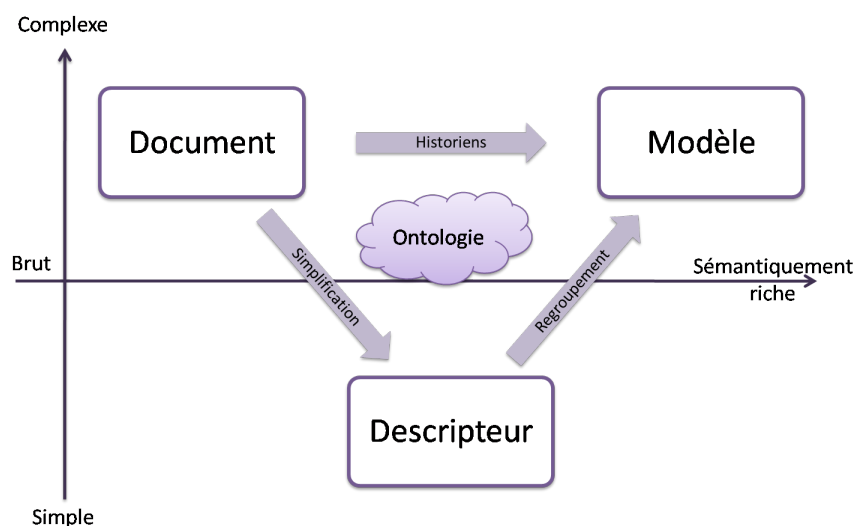 Complexe
Document
Historiens
Modèle
Ontologie
Brut
Simplification
Regroupement
Sémantiquement
riche
Descripteur
Simple